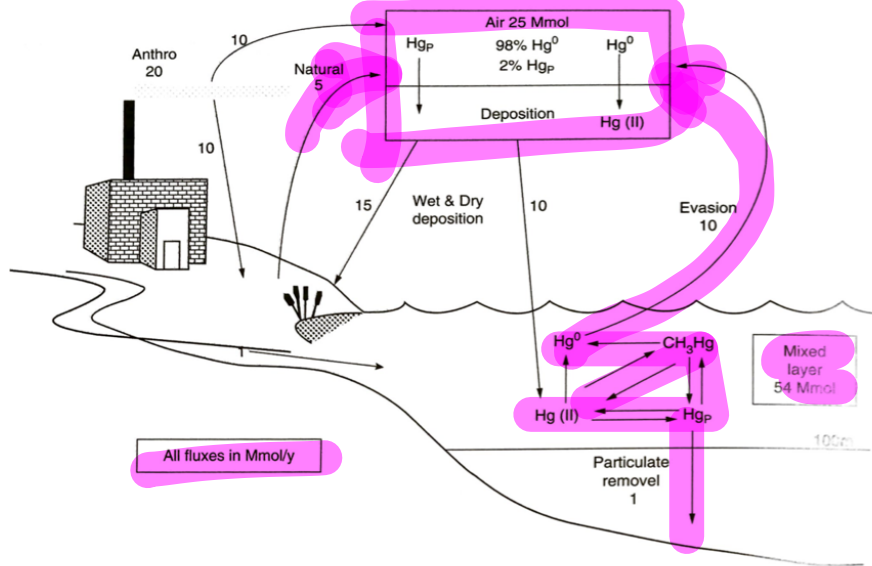 Air 25 Mmol
10
Anthro
20
Hg_P
98% Hg⁰
2% Hg_P
Hg⁰
Natural
5
Deposition
Hg (II)
10
15
Wet & Dry
deposition
10
Evasion
10
Hg⁰
CH₃Hg
Mixed
layer
54 Mmol
1
Hg (II)
Hg_P
100m
All fluxes in Mmol/y
Particulate
removel
1